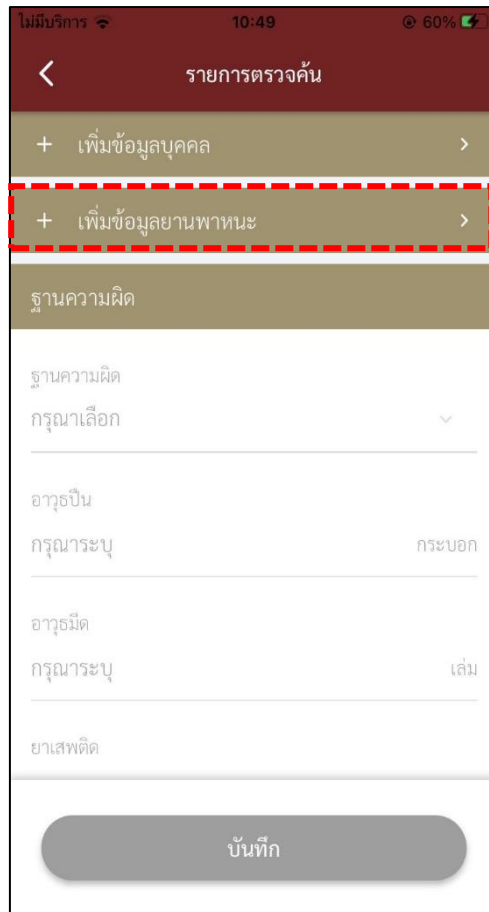 ไม่มีบริการ 10:49 60%
รายการตรวจค้น
+ เพิ่มข้อมูลบุคคล
+ เพิ่มข้อมูลยานพาหนะ
ฐานความผิด
ฐานความผิด
กรุณาเลือก
อาวุธปืน
กรุณาระบุ กระบอก
อาวุธมีด
กรุณาระบุ เล่ม
ยาเสพติด
บันทึก